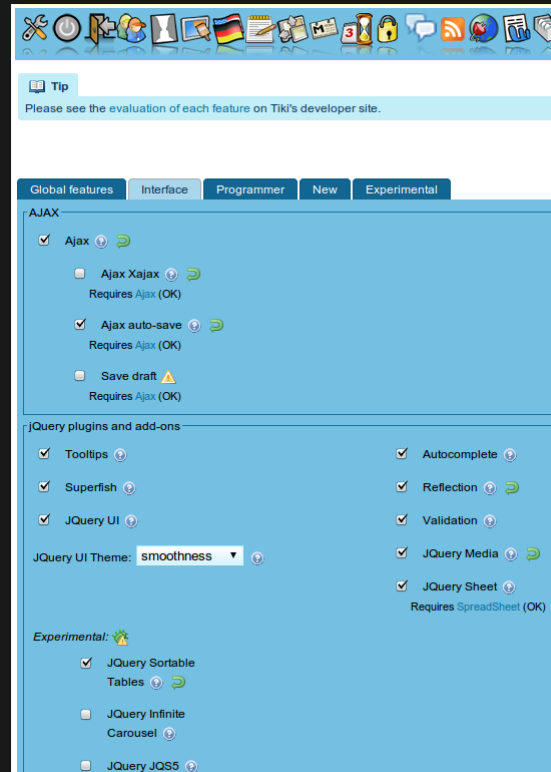 Tip
Please see the evaluation of each feature on Tiki's developer site.
Global features Interface Programmer New Experimental
AJAX
Ajax
Ajax Xajax
Requires Ajax (OK)
Ajax auto-save
Requires Ajax (OK)
Save draft
Requires Ajax (OK)
jQuery plugins and add-ons
Tooltips
Autocomplete
Superfish
Reflection
JQuery UI
Validation
JQuery UI Theme: smoothness
JQuery Media
JQuery Sheet
Requires SpreadSheet (OK)
Experimental:
JQuery Sortable
Tables
JQuery Infinite
Carousel
JQuery JQS5